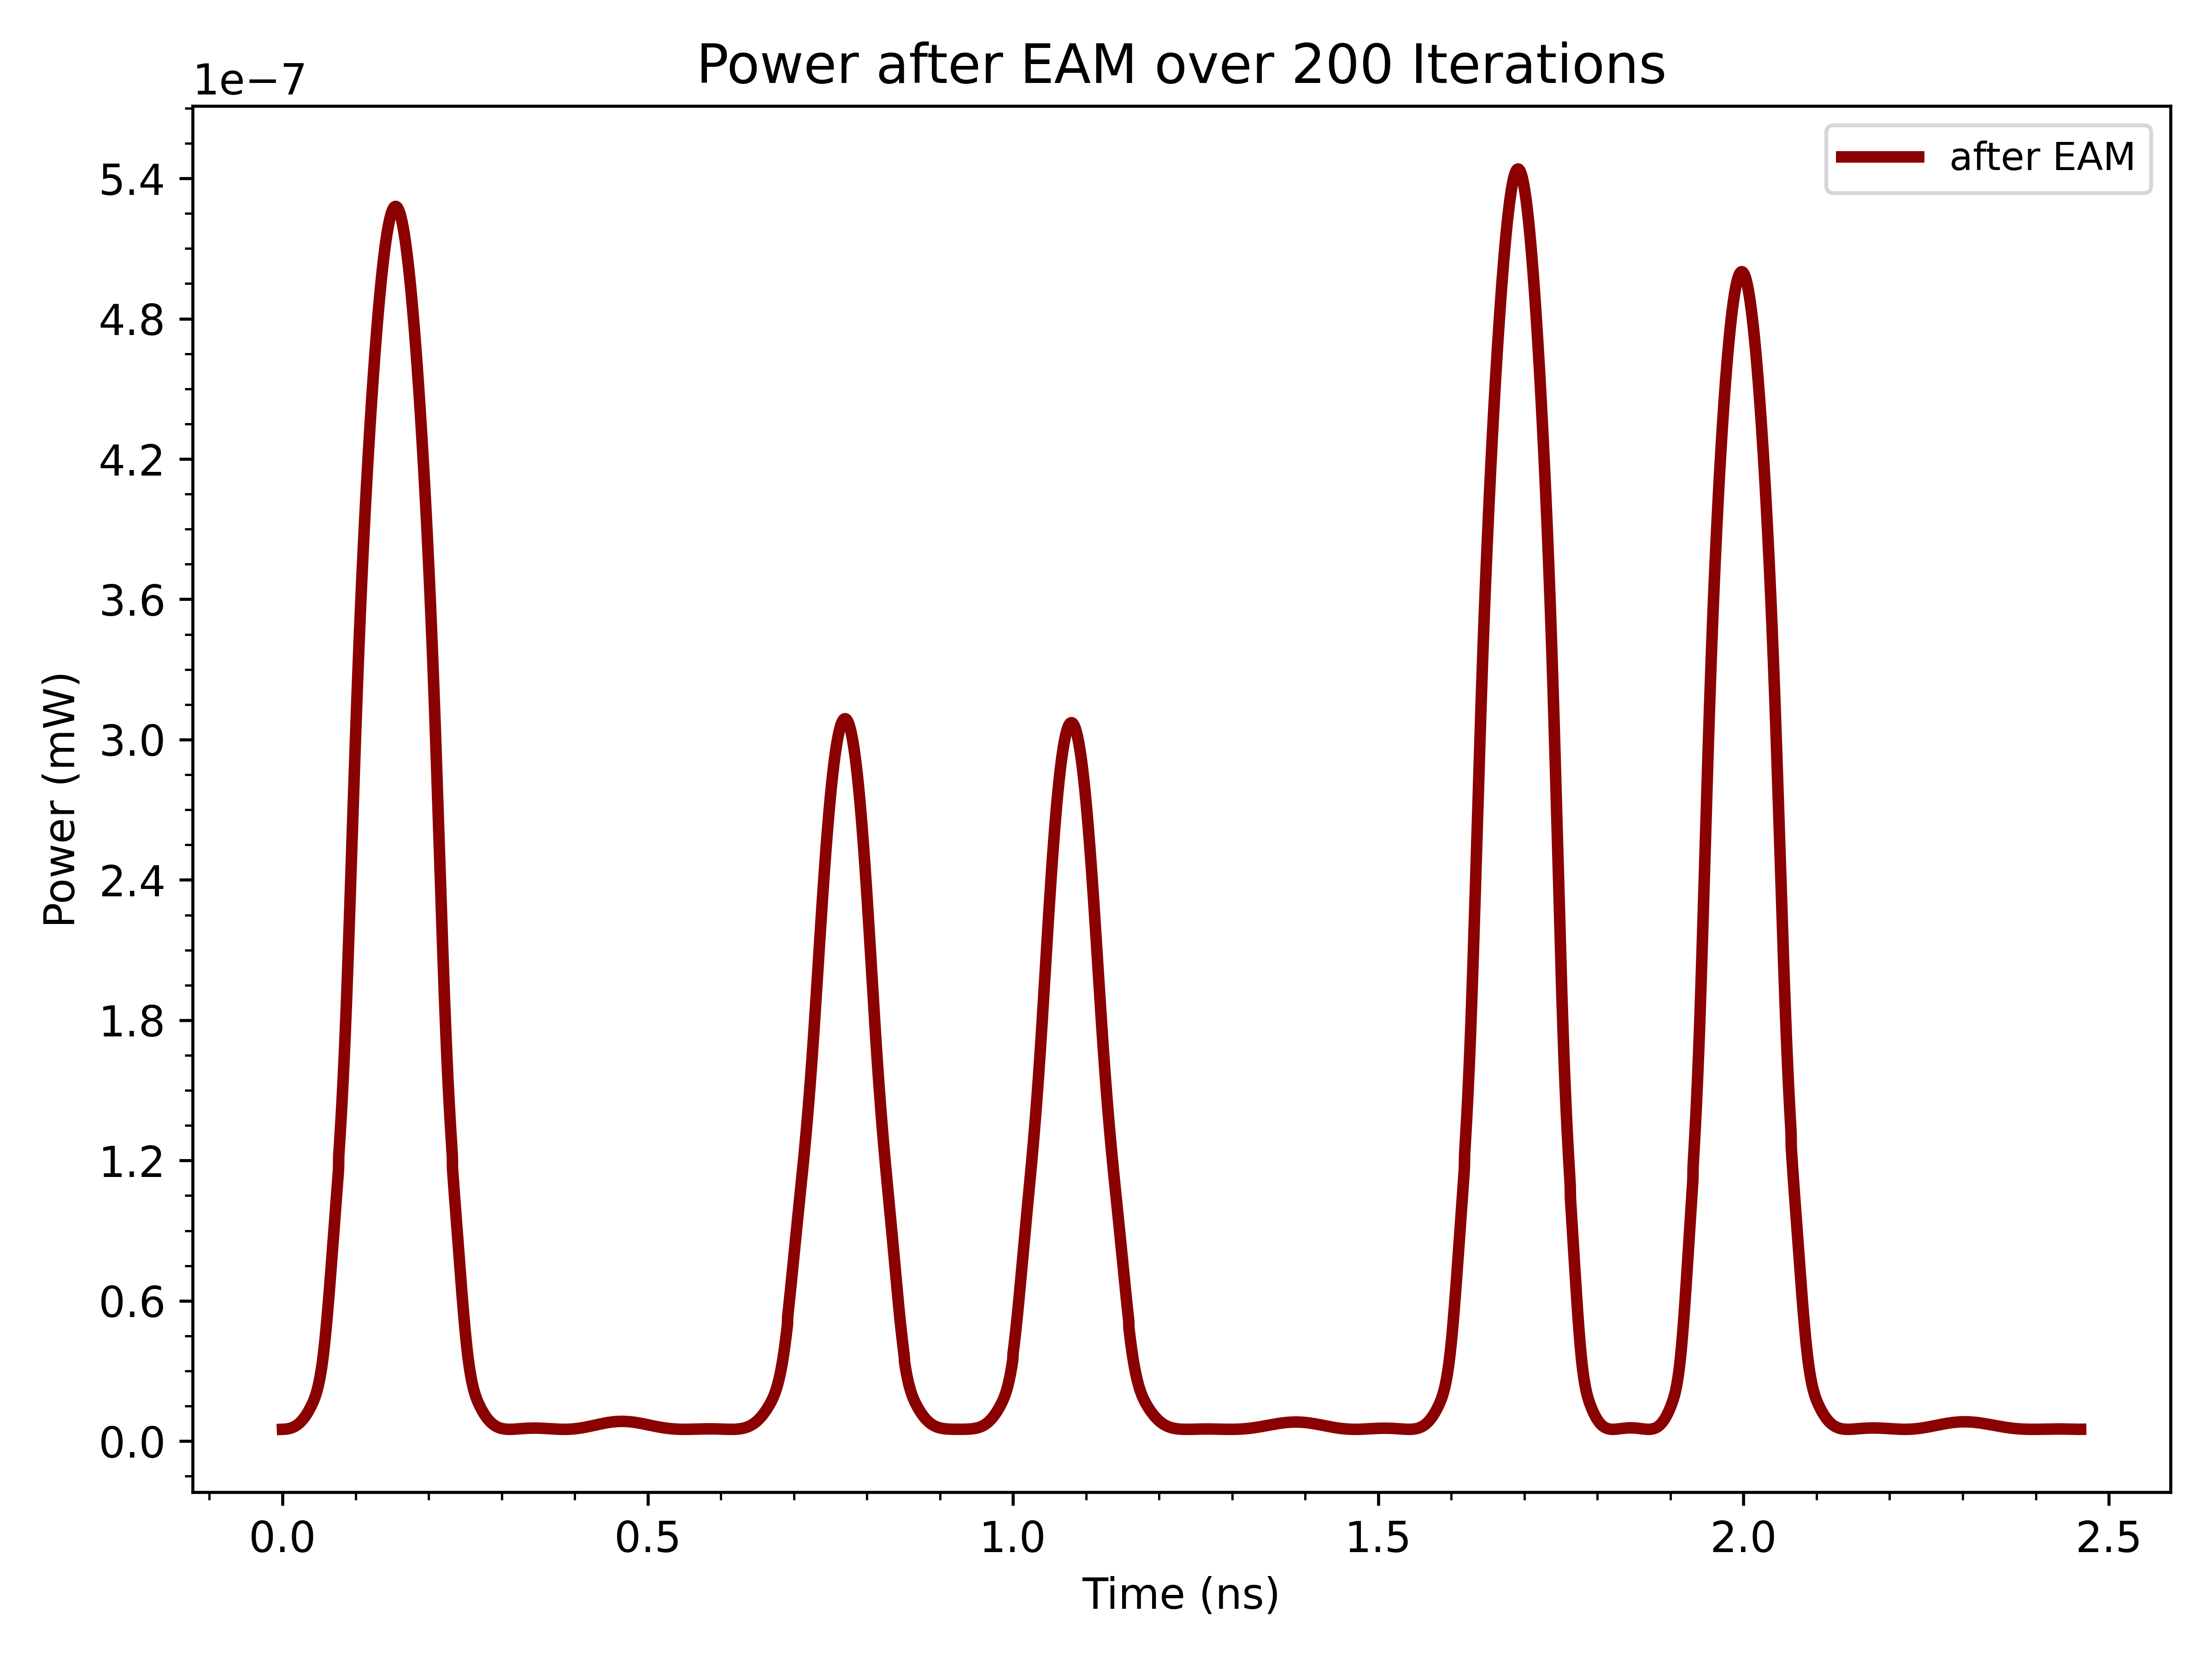 Power after EAM over 200 Iterations
1e−7
after EAM
5.4
4.8
4.2
3.6
3.0
2.4
1.8
1.2
0.6
0.0
Power (mW)
0.0 0.5 1.0 1.5 2.0 2.5
Time (ns)